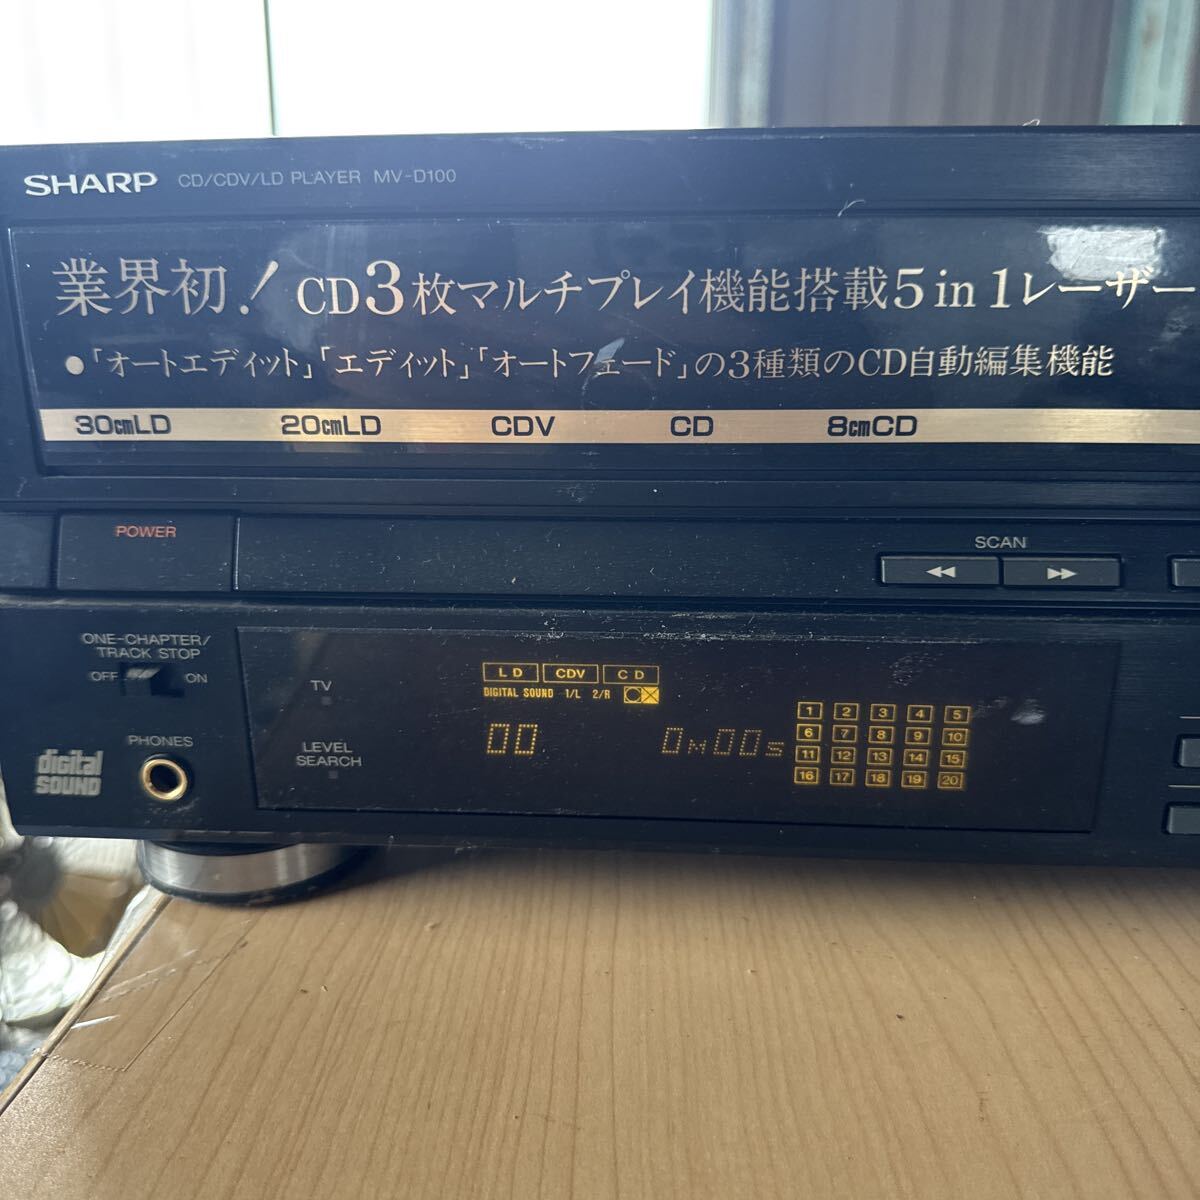 SHARP CD/CDV/LD PLAYER MV-D100
業界初！CD3枚マルチプレイ機能搭載5in1レーザー
●「オートエディット」「エディット」「オートフェード」の3種類のCD自動編集機能
30cmLD 20cmLD CDV CD 8cmCD
POWER
SCAN
ONE-CHAPTER/
TRACK STOP
OFF ON
PHONES
digital
SOUND
TV
LEVEL
SEARCH
LD CDV CD
DIGITAL SOUND 1/L 2/R
00 0M00S
1 2 3 4 5
6 7 8 9 10
11 12 13 14 15
16 17 18 19 20